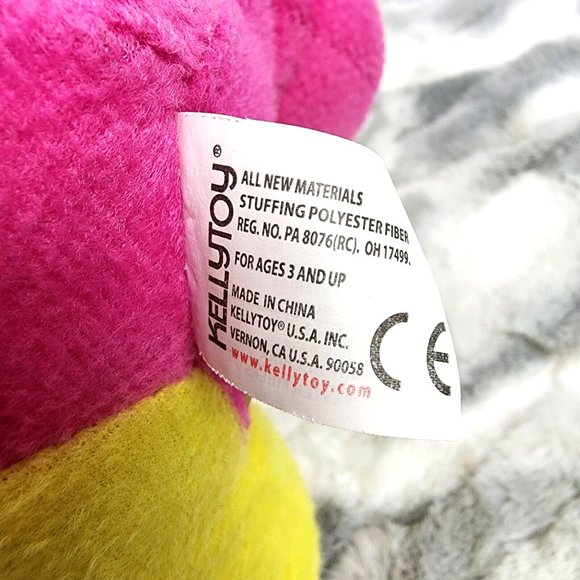 KELLYTOY®
ALL NEW MATERIALS
STUFFING POLYESTER FIBER
REG. NO. PA 8076(RC). OH 17499.
FOR AGES 3 AND UP
MADE IN CHINA
KELLYTOY® U.S.A. INC.
VERNON, CA U.S.A. 90058
www.kellytoy.com
CE